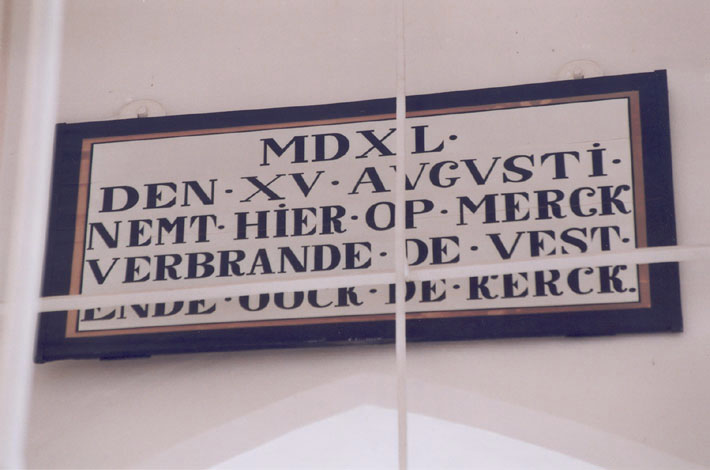 MDXL·
DEN·XV·AVGVSTI·
NEMT·HIER·OP·MERCK
VERBRANDE·DE·VEST·
ENDE·OOCK·DE·KERCK.